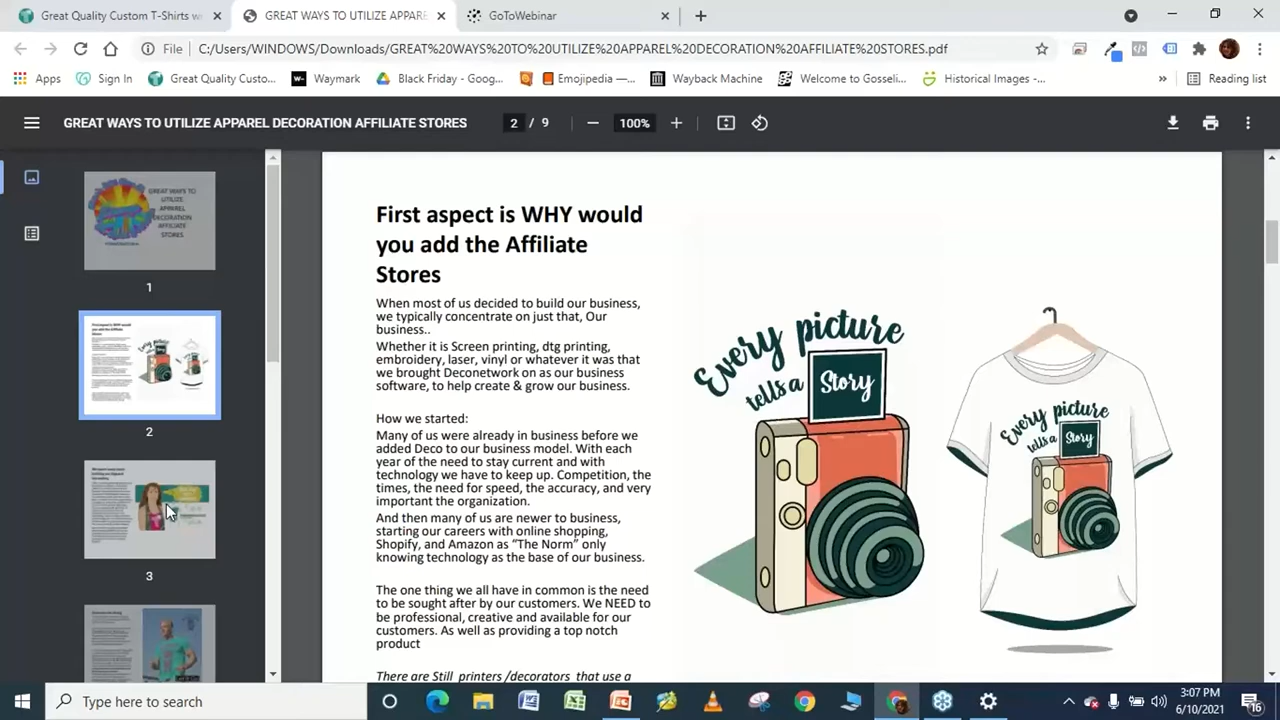 Great Quality Custom T-Shirts w
GREAT WAYS TO UTILIZE APPARE
GoToWebinar
File
C:/Users/WINDOWS/Downloads/GREAT%20WAYS%20TO%20UTILIZE%20APPAREL%20DECORATION%20AFFILIATE%20STORES.pdf
Apps
Sign In
Great Quality Custo...
Waymark
Black Friday - Goog...
Emojipedia —...
Wayback Machine
Welcome to Gosseli...
Historical Images -...
»
Reading list
GREAT WAYS TO UTILIZE APPAREL DECORATION AFFILIATE STORES
2 / 9
100%
GREAT WAYS TO
UTILIZE
APPAREL
DECORATION
AFFILIATE
STORES
1
2
3
First aspect is WHY would
you add the Affiliate
Stores
When most of us decided to build our business,
we typically concentrate on just that, Our
business..
Whether it is Screen printing, dtg printing,
embroidery, laser, vinyl or whatever it was that
we brought Deconetwork on as our business
software, to help create & grow our business.
How we started:
Many of us were already in business before we
added Deco to our business model. With each
year of the need to stay current and with
technology we have to keep up. Competition, the
times, the need for speed, the accuracy, and very
important the organization.
And then many of us are newer to business,
starting our careers with online shopping,
Shopify, and Amazon as "The Norm" only
knowing technology as the base of our business.
The one thing we all have in common is the need
to be sought after by our customers. We NEED to
be professional, creative and available for our
customers. As well as providing a top notch
product
There are Still printers /decorators that use a
Every picture
tells a
Story
Every picture
tells a
Story
Type here to search
3:07 PM
6/10/2021
16